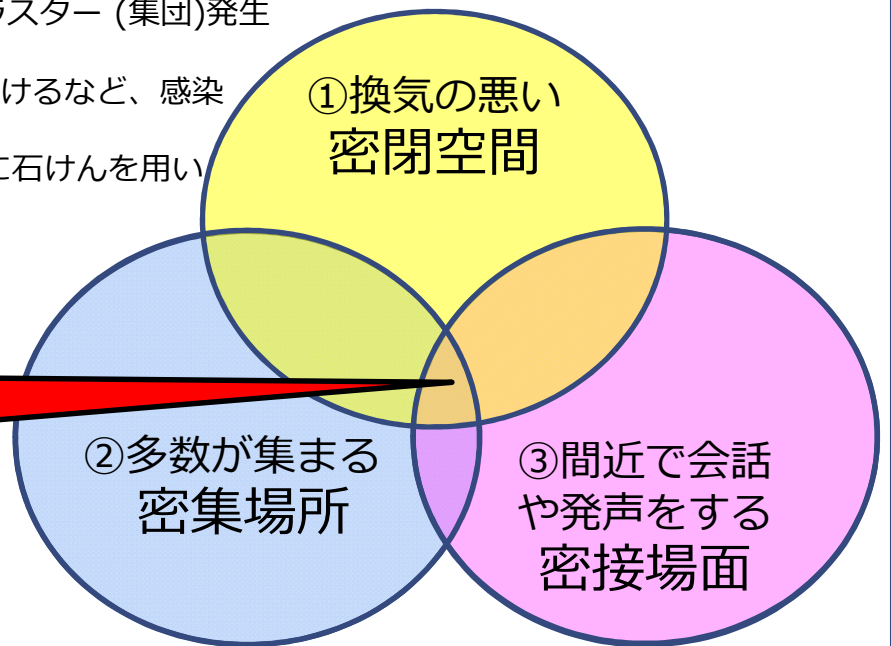 ラスター (集団)発生
けるなど、感染
に石けんを用い
①換気の悪い
密閉空間
②多数が集まる
密集場所
③間近で会話
や発声をする
密接場面